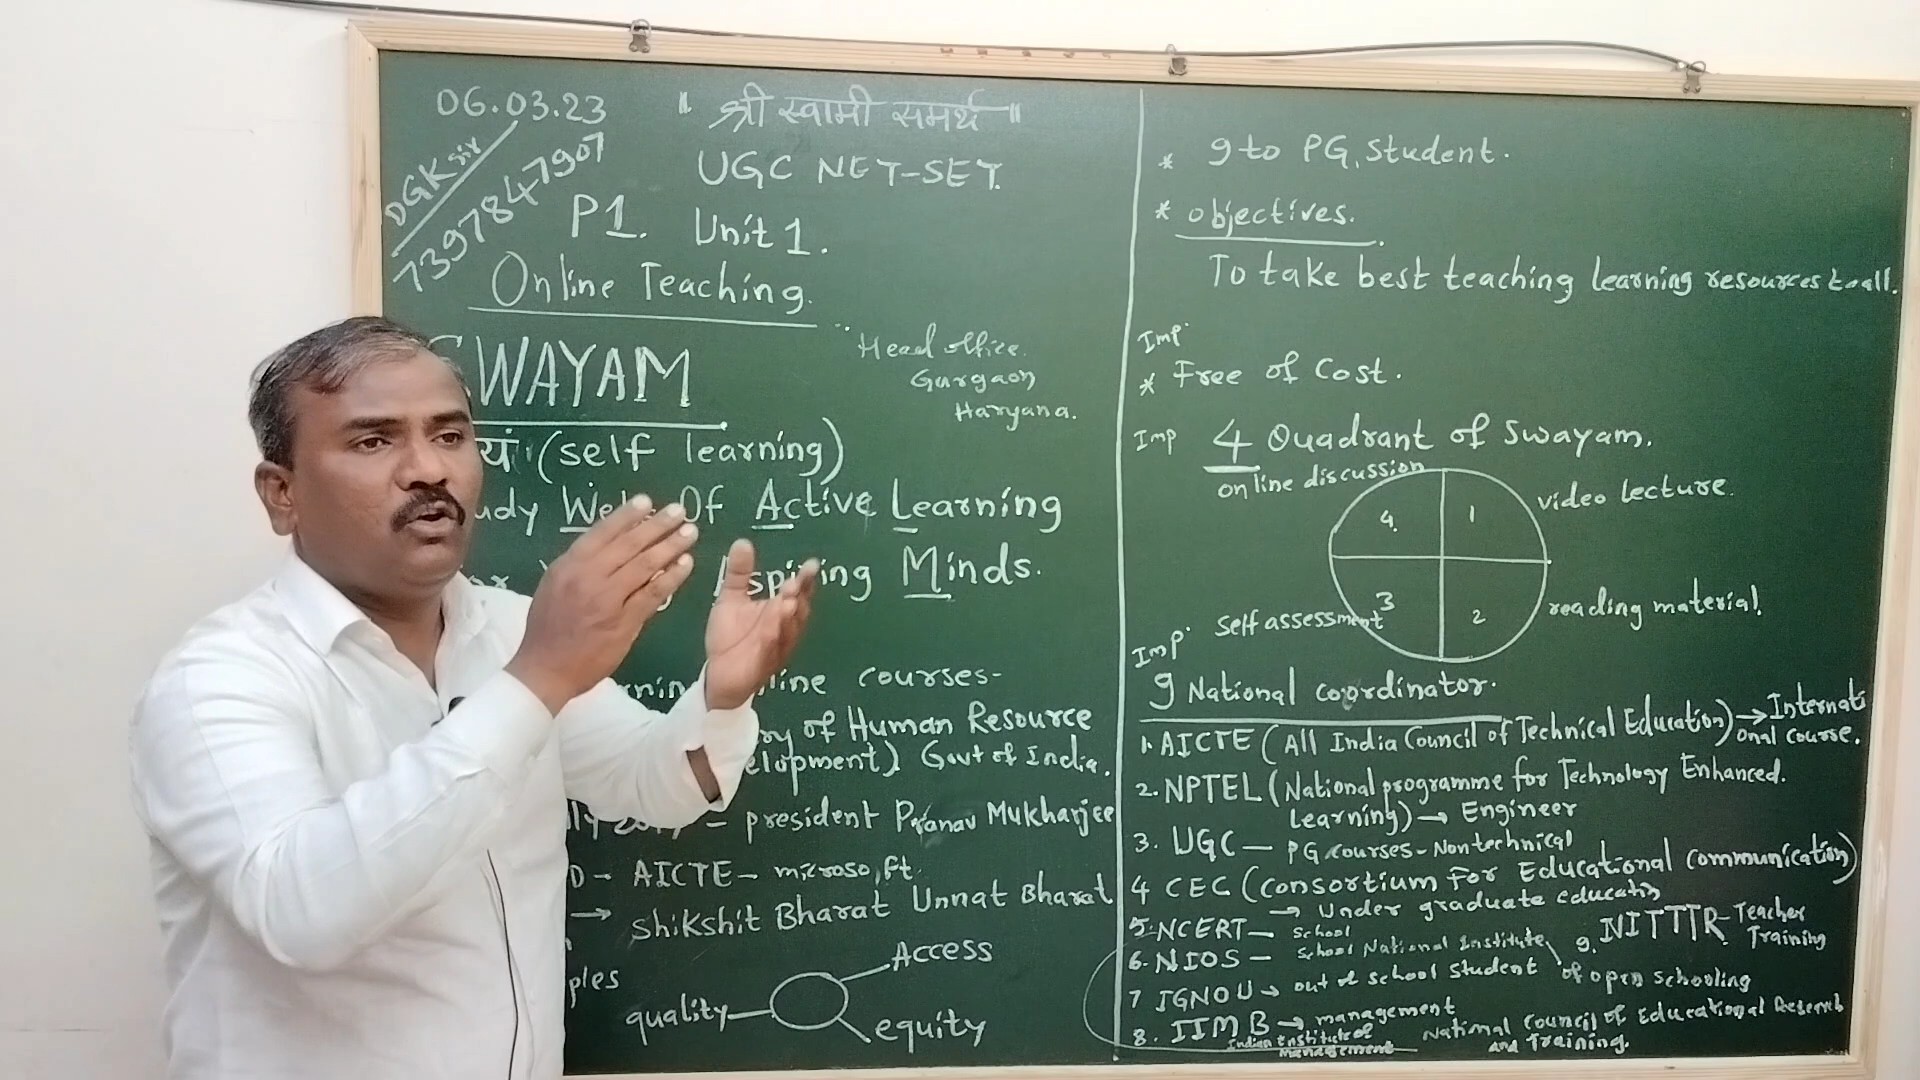 06.03.23
DGK sir
7397847907
" श्री स्वामी समर्थ "
UGC NET-SET.
P1. Unit 1.
Online Teaching.
SWAYAM
Head office.
Gurgaon
Haryana.
यं (self learning)
udy Of Active Learning
Minds.
courses-
of Human Resource
elopment) Govt of India.
- president Pranav Mukharjee
D - AICTE - microsoft
→ Shikshit Bharat Unnat Bharat
ples
Access
quality
equity
* 9 to PG. Student.
* objectives.
To take best teaching learning resources to all.
Imp
* Free of Cost.
Imp 4 Quadrant of Swayam.
online discussion
video lecture.
4. 1
3 2
reading material.
Self assessment
Imp
9 National coordinator.
1. AICTE (All India Council of Technical Education) → International course.
2. NPTEL (National programme for Technology Enhanced.
Learning) → Engineer
3. UGC — PG courses - Nontechnical
4 CEC (Consortium For Educational Communication)
→ Under graduate
5. NCERT — School
9. NITTTR - Teacher Training
6. NIOS — School National Institute of open schooling
7 IGNOU → out of school student
8. IIM B → management
Indian Institute of
management
National Council of Educational Research
and Training.